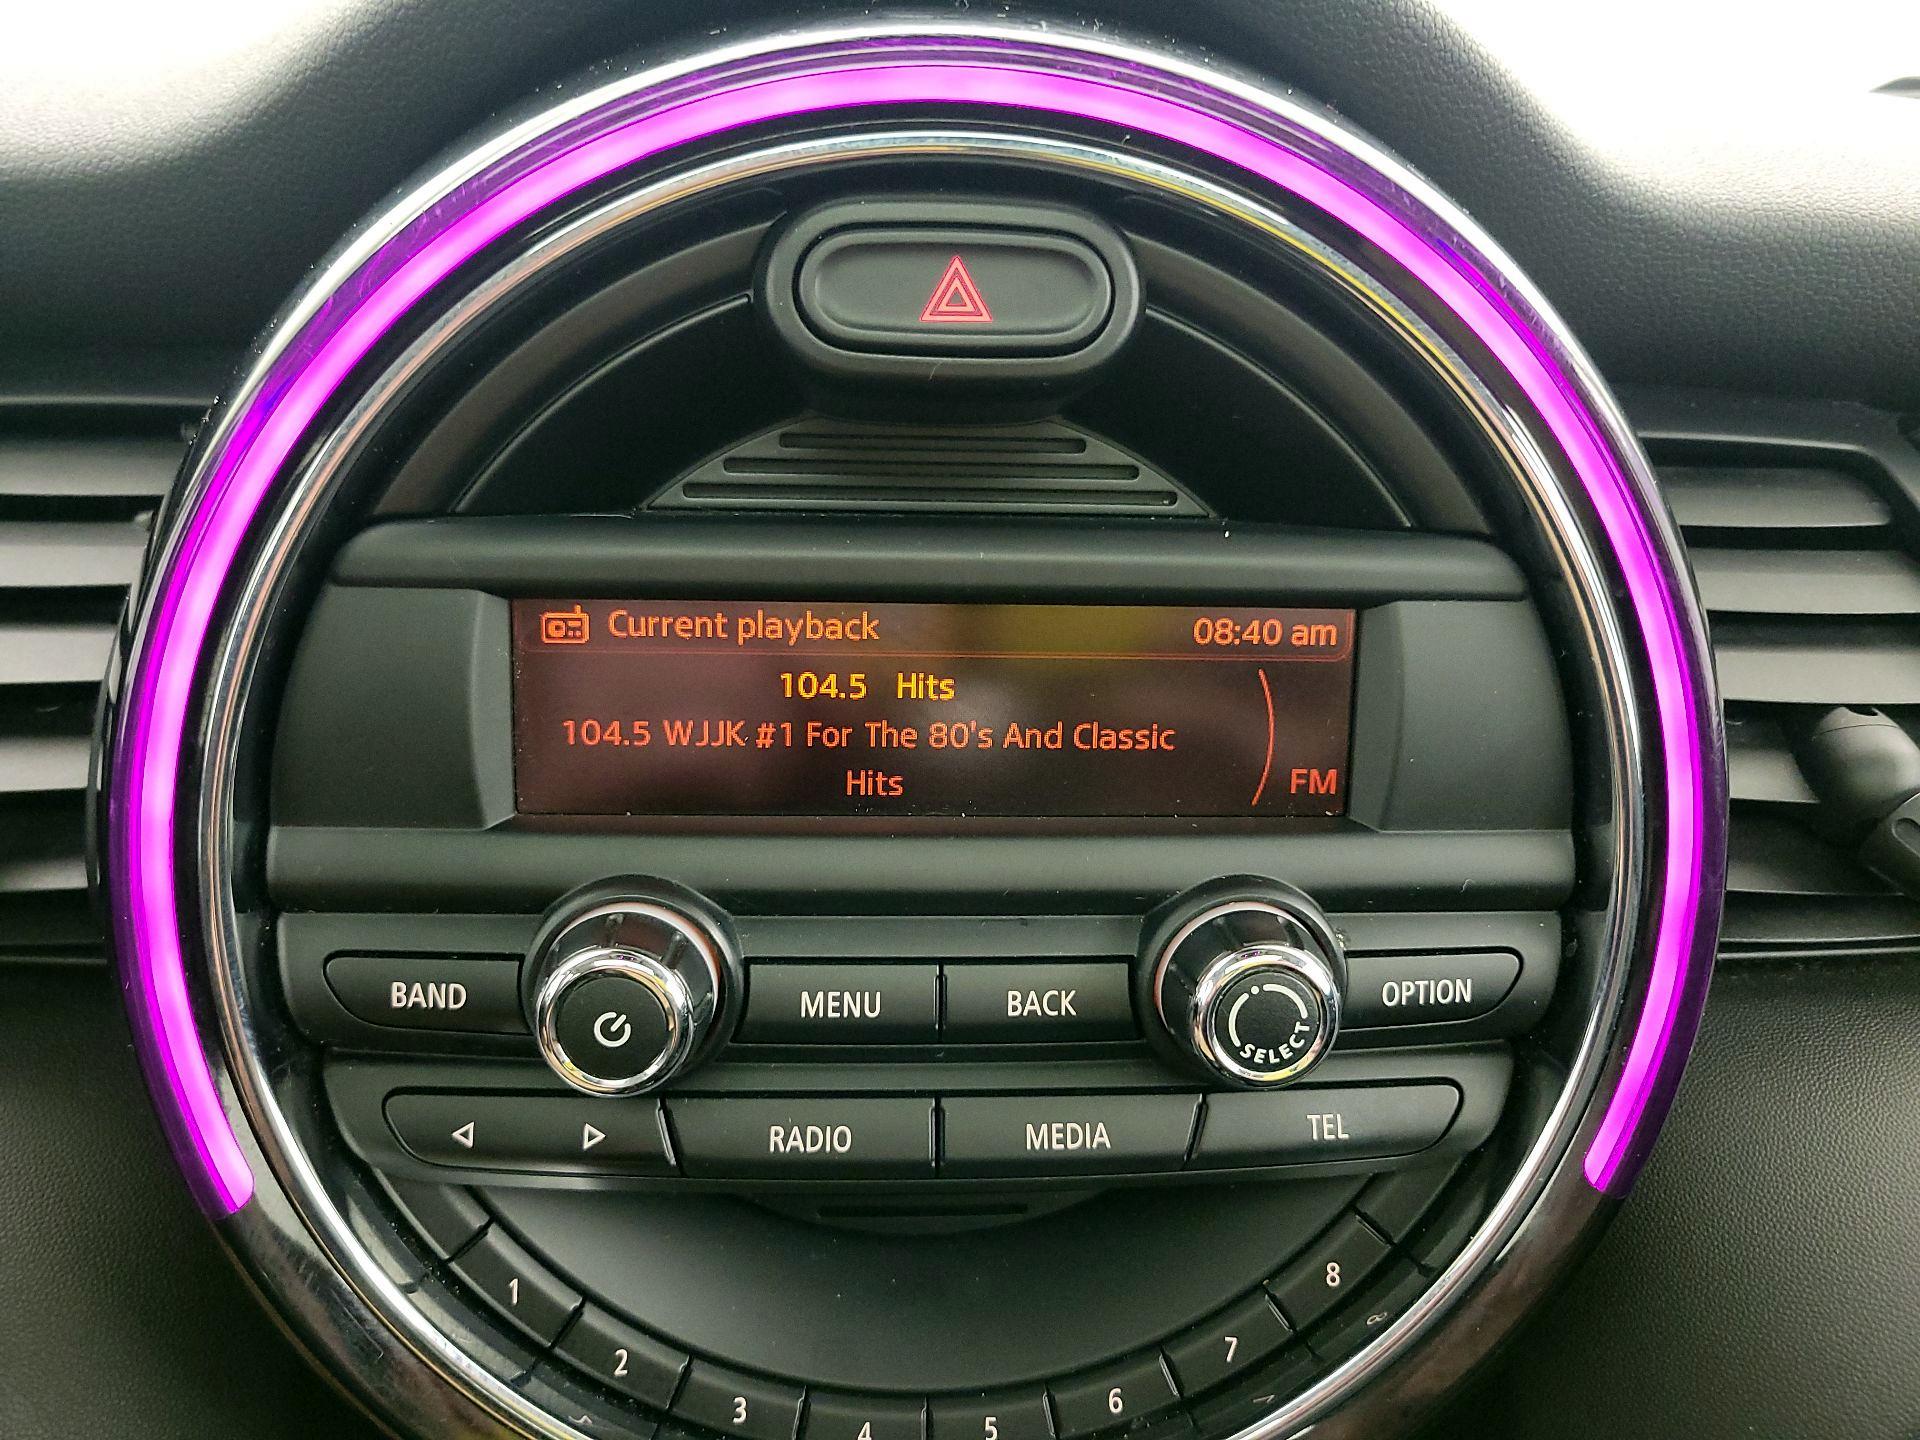 Current playback 08:40 am
104.5 Hits
104.5 WJJK #1 For The 80's And Classic
Hits
FM
BAND MENU BACK SELECT OPTION
RADIO MEDIA TEL
1 2 3 4 5 6 7 8